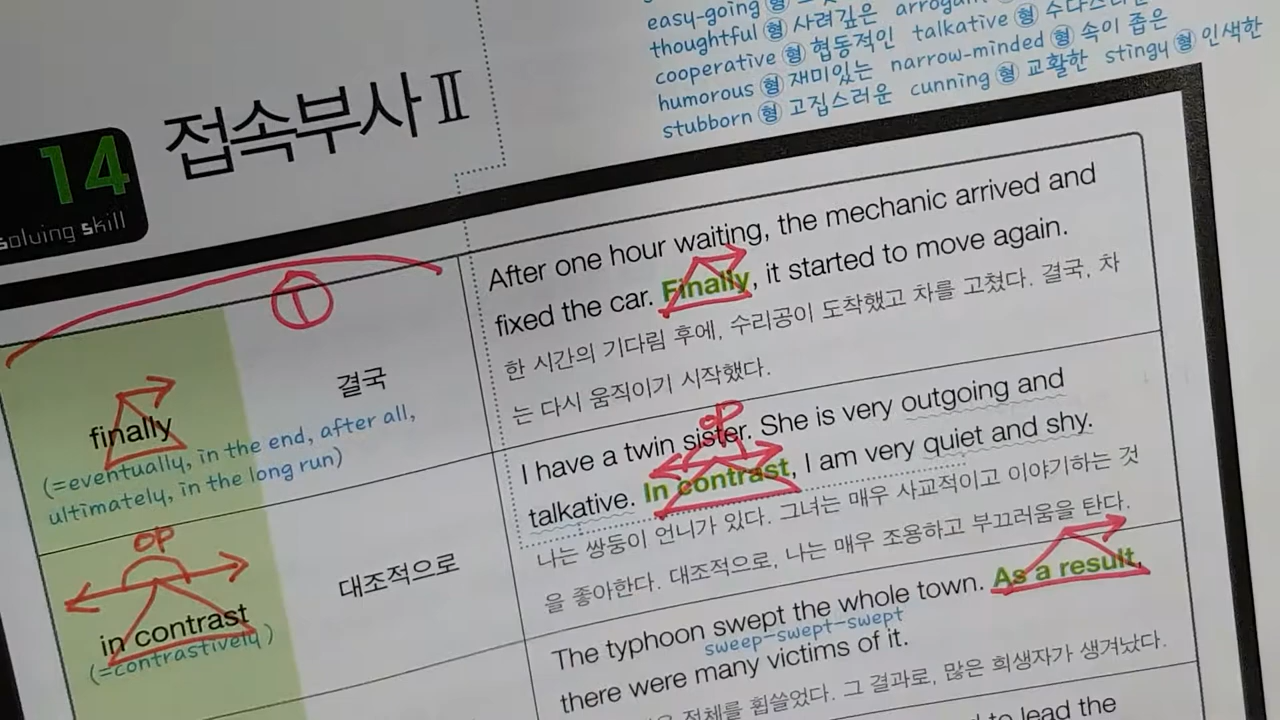 easy-going 형
thoughtful 형 사려깊은
cooperative 형 협동적인 talkative 형
humorous 형 재미있는 narrow-minded 형 속이 좁은
stubborn 형 고집스러운 cunning 형 교활한 stingy 형 인색한
14
solving skill
접속부사 Ⅱ
①
finally
결국
(=eventually, in the end, after all,
ultimately, in the long run)
After one hour waiting, the mechanic arrived and
fixed the car. Finally, it started to move again.
한 시간의 기다림 후에, 수리공이 도착했고 차를 고쳤다. 결국, 차
는 다시 움직이기 시작했다.
OP
in contrast
대조적으로
(=contrastively)
OP
I have a twin sister. She is very outgoing and
talkative. In contrast, I am very quiet and shy.
나는 쌍둥이 언니가 있다. 그녀는 매우 사교적이고 이야기하는 것
을 좋아한다. 대조적으로, 나는 매우 조용하고 부끄러움을 탄다.
The typhoon swept the whole town. As a result,
sweep-swept-swept
there were many victims of it.
전체를 휩쓸었다. 그 결과로, 많은 희생자가 생겨났다.
to lead the